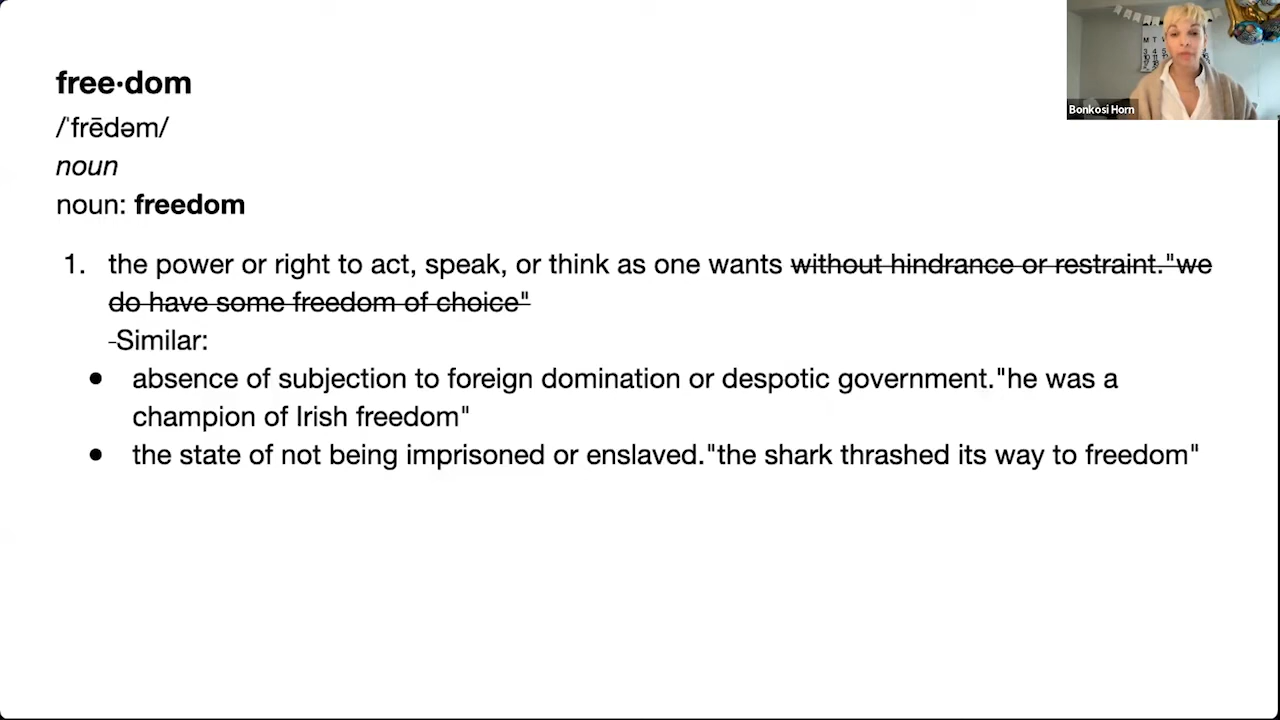 free·dom
/ˈfrēdəm/
noun
noun: freedom
1. the power or right to act, speak, or think as one wants without hindrance or restraint."we
do have some freedom of choice"
-Similar:
● absence of subjection to foreign domination or despotic government."he was a
champion of Irish freedom"
● the state of not being imprisoned or enslaved."the shark thrashed its way to freedom"
M T
3 4 5
Bonkosi Horn